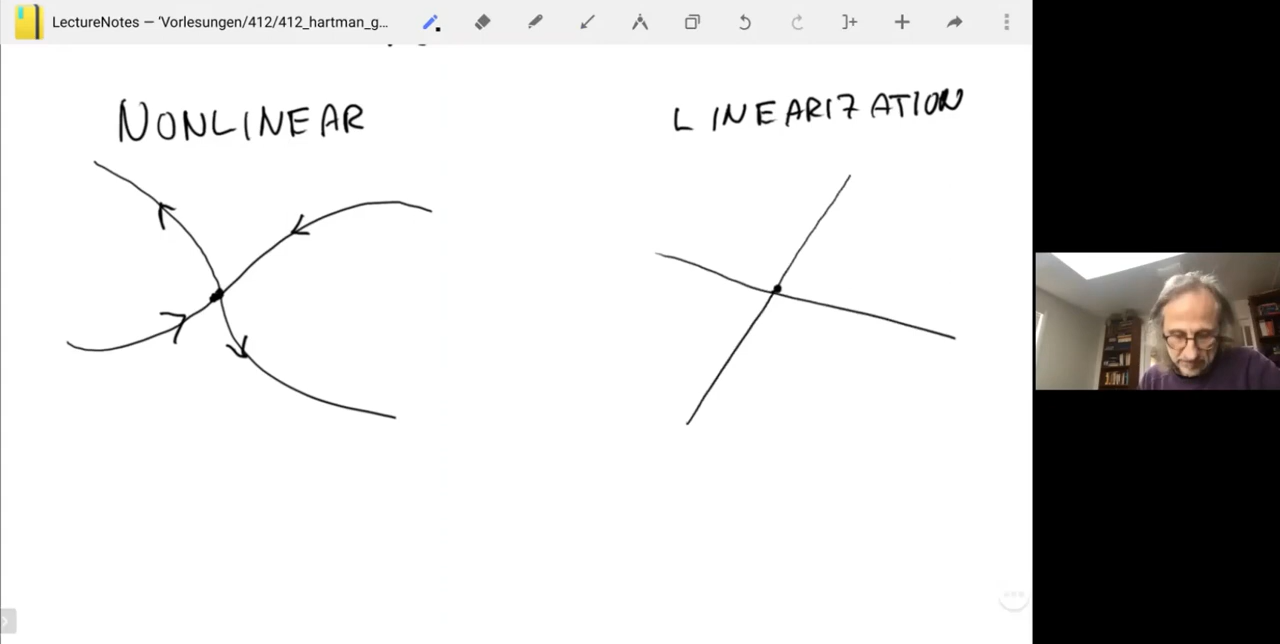 LectureNotes — ‘Vorlesungen/412/412_hartman_g...
NONLINEAR
LINEARIZATION